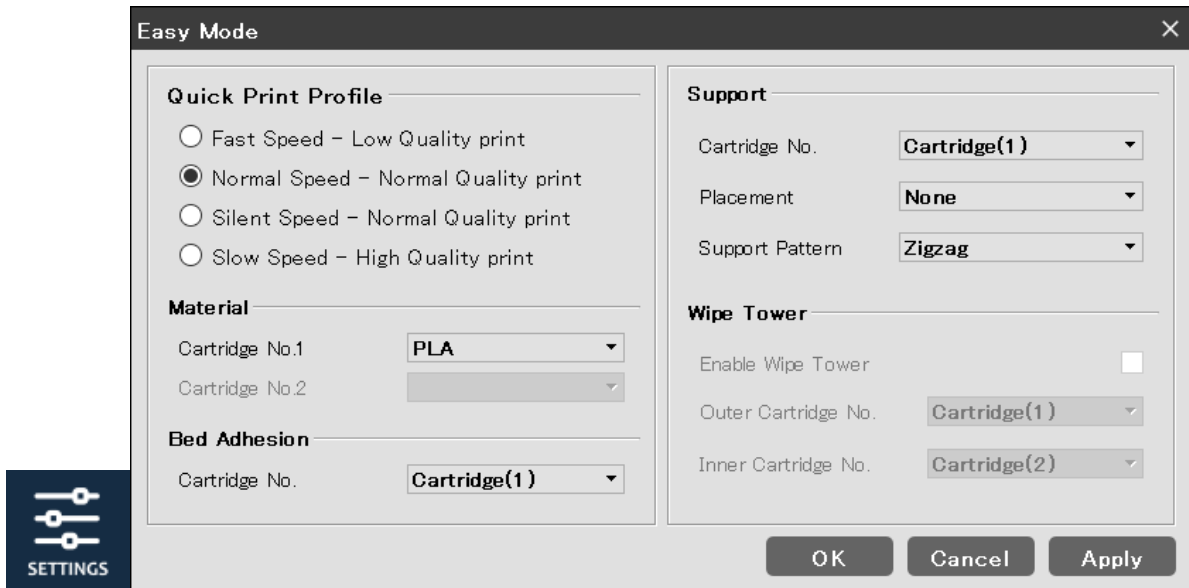 Easy Mode
Quick Print Profile
Fast Speed - Low Quality print
Normal Speed - Normal Quality print
Silent Speed - Normal Quality print
Slow Speed - High Quality print
Material
Cartridge No.1 PLA
Cartridge No.2
Bed Adhesion
Cartridge No. Cartridge(1)
Support
Cartridge No. Cartridge(1)
Placement None
Support Pattern Zigzag
Wipe Tower
Enable Wipe Tower
Outer Cartridge No. Cartridge(1)
Inner Cartridge No. Cartridge(2)
OK Cancel Apply
SETTINGS